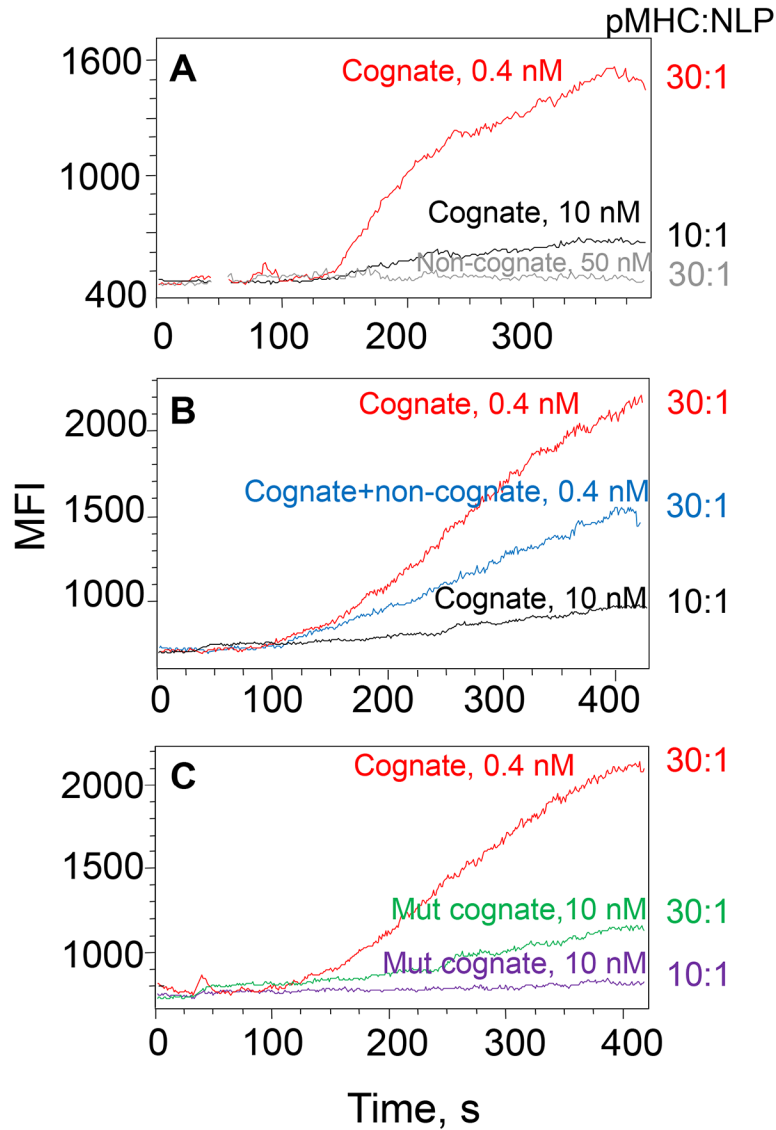 pMHC:NLP
A
1600
1000
400
Cognate, 0.4 nM
30:1
Cognate, 10 nM
10:1
Non-cognate, 50 nM
30:1
0 100 200 300
B
2000
1500
1000
Cognate, 0.4 nM
30:1
Cognate+non-cognate, 0.4 nM
30:1
Cognate, 10 nM
10:1
0 100 200 300 400
MFI
C
2000
1500
1000
Cognate, 0.4 nM
30:1
Mut cognate,10 nM
30:1
Mut cognate, 10 nM
10:1
0 100 200 300 400
Time, s